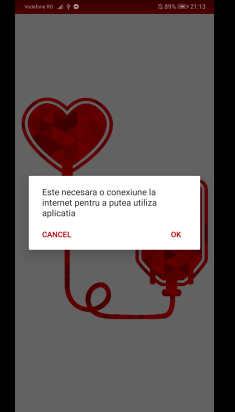 Vodafone RO 89% 21:13
Este necesara o conexiune la
internet pentru a putea utiliza
aplicatia
CANCEL OK